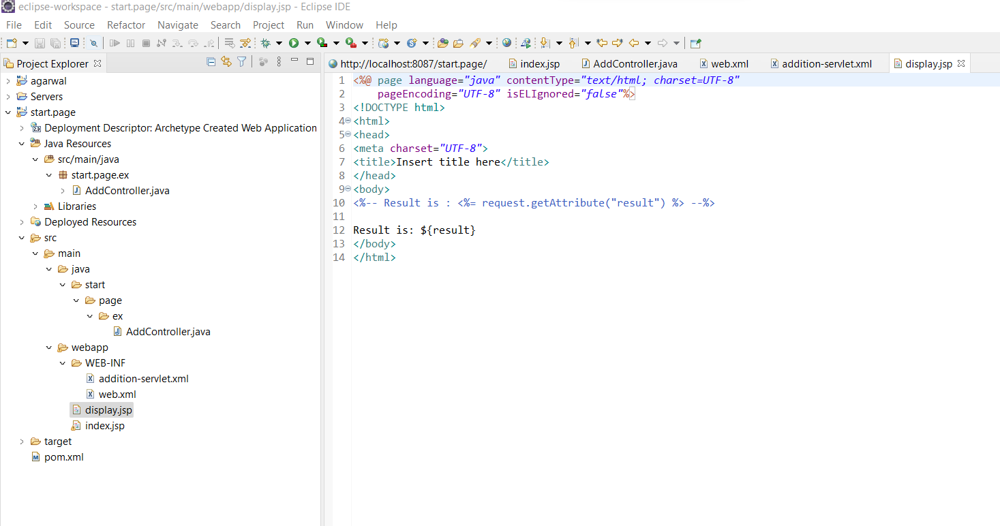 eclipse-workspace - start.page/src/main/webapp/display.jsp - Eclipse IDE
File Edit Source Refactor Navigate Search Project Run Window Help
Project Explorer
agarwal
Servers
start.page
Deployment Descriptor: Archetype Created Web Application
Java Resources
src/main/java
start.page.ex
AddController.java
Libraries
Deployed Resources
src
main
java
start
page
ex
AddController.java
webapp
WEB-INF
addition-servlet.xml
web.xml
display.jsp
index.jsp
target
pom.xml
http://localhost:8087/start.page/ index.jsp AddController.java web.xml addition-servlet.xml display.jsp
1 <%@ page language="java" contentType="text/html; charset=UTF-8"
2     pageEncoding="UTF-8" isELIgnored="false"%>
3 <!DOCTYPE html>
4 <html>
5 <head>
6 <meta charset="UTF-8">
7 <title>Insert title here</title>
8 </head>
9 <body>
10 <%-- Result is : <%= request.getAttribute("result") %> --%>
11
12 Result is: ${result}
13 </body>
14 </html>